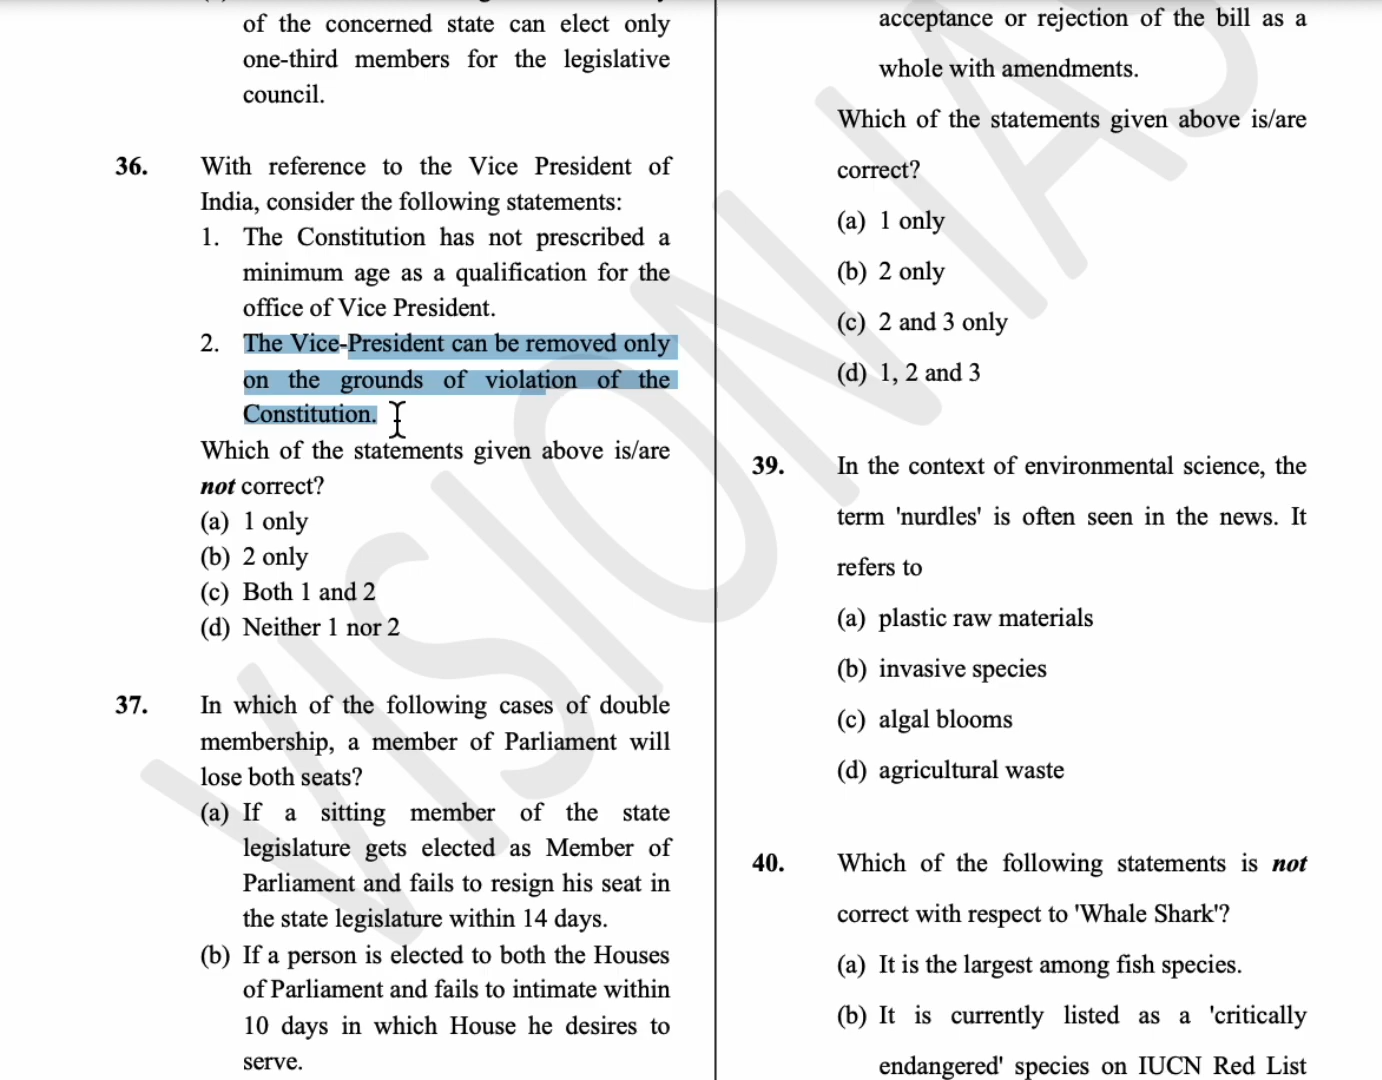 of the concerned state can elect only
one-third members for the legislative
council.
36. With reference to the Vice President of
India, consider the following statements:
1. The Constitution has not prescribed a
minimum age as a qualification for the
office of Vice President.
2. The Vice-President can be removed only
on the grounds of violation of the
Constitution.
Which of the statements given above is/are
not correct?
(a) 1 only
(b) 2 only
(c) Both 1 and 2
(d) Neither 1 nor 2
37. In which of the following cases of double
membership, a member of Parliament will
lose both seats?
(a) If a sitting member of the state
legislature gets elected as Member of
Parliament and fails to resign his seat in
the state legislature within 14 days.
(b) If a person is elected to both the Houses
of Parliament and fails to intimate within
10 days in which House he desires to
serve.
acceptance or rejection of the bill as a
whole with amendments.
Which of the statements given above is/are
correct?
(a) 1 only
(b) 2 only
(c) 2 and 3 only
(d) 1, 2 and 3
39. In the context of environmental science, the
term 'nurdles' is often seen in the news. It
refers to
(a) plastic raw materials
(b) invasive species
(c) algal blooms
(d) agricultural waste
40. Which of the following statements is not
correct with respect to 'Whale Shark'?
(a) It is the largest among fish species.
(b) It is currently listed as a 'critically
endangered' species on IUCN Red List
VISION IAS